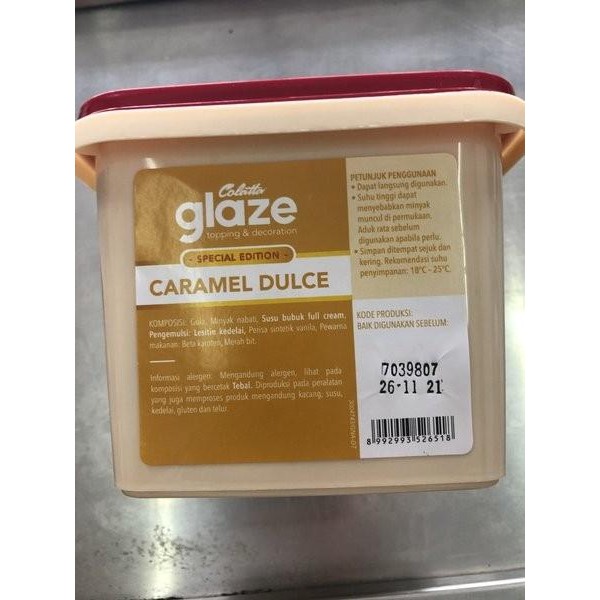 Colatta
glaze
topping & decoration
- SPECIAL EDITION -
CARAMEL DULCE
KOMPOSISI: Gula, Minyak nabati, Susu bubuk full cream,
Pengemulsi: Lesitin kedelai, Perisa sintetik vanila, Pewarna
makanan: Beta karoten, Merah bit.
Informasi alergen: Mengandung alergen, lihat pada
komposisi yang bercetak Tebal. Diproduksi pada peralatan
yang juga memproses produk mengandung kacang, susu,
kedelai, gluten dan telur
PETUNJUK PENGGUNAAN
• Dapat langsung digunakan.
• Suhu tinggi dapat
menyebabkan minyak
muncul di permukaan.
Aduk rata sebelum
digunakan apabila perlu.
• Simpan ditempat sejuk dan
kering. Rekomendasi suhu
penyimpanan: 18°C - 25°C.
KODE PRODUKSI:
BAIK DIGUNAKAN SEBELUM:
7039807
26-11 21
8 992993 526518